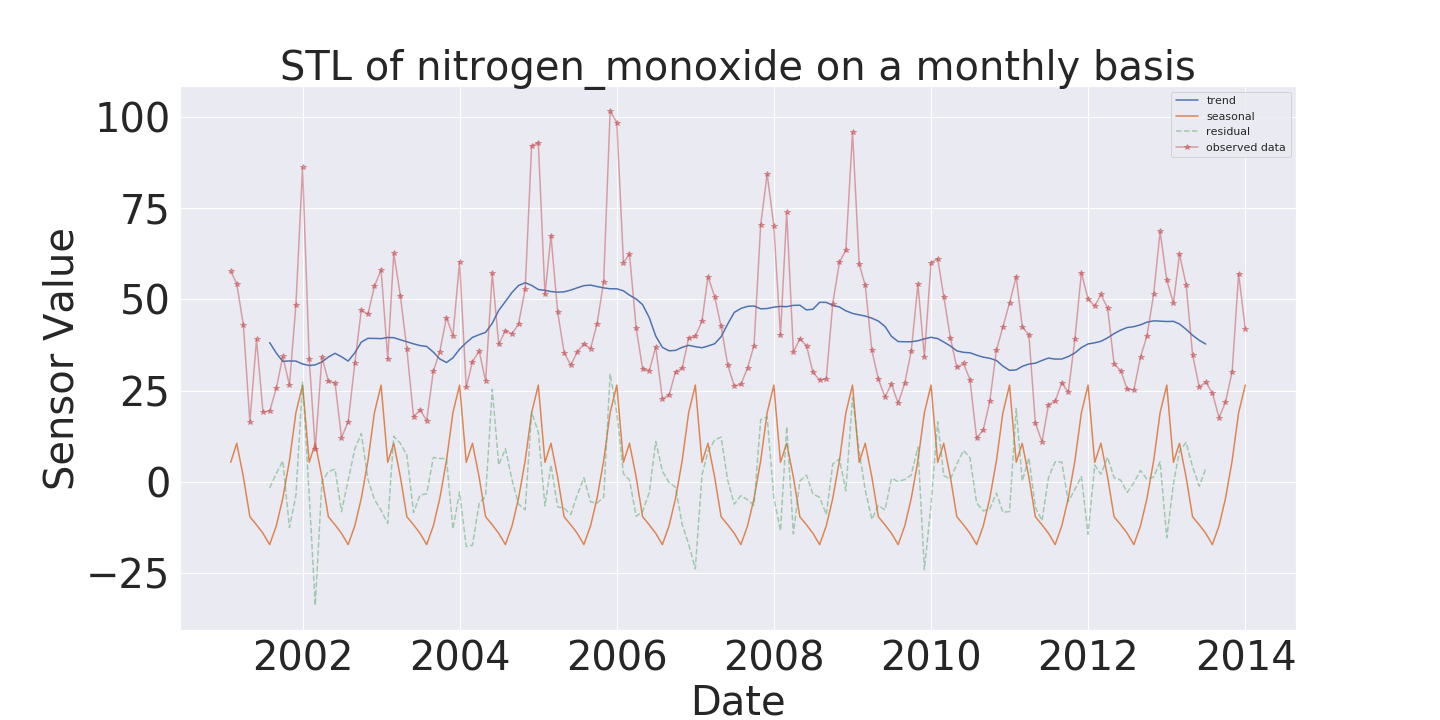 STL of nitrogen_monoxide on a monthly basis
trend
seasonal
residual
observed data
100
75
50
25
0
−25
Sensor Value
2002 2004 2006 2008 2010 2012 2014
Date